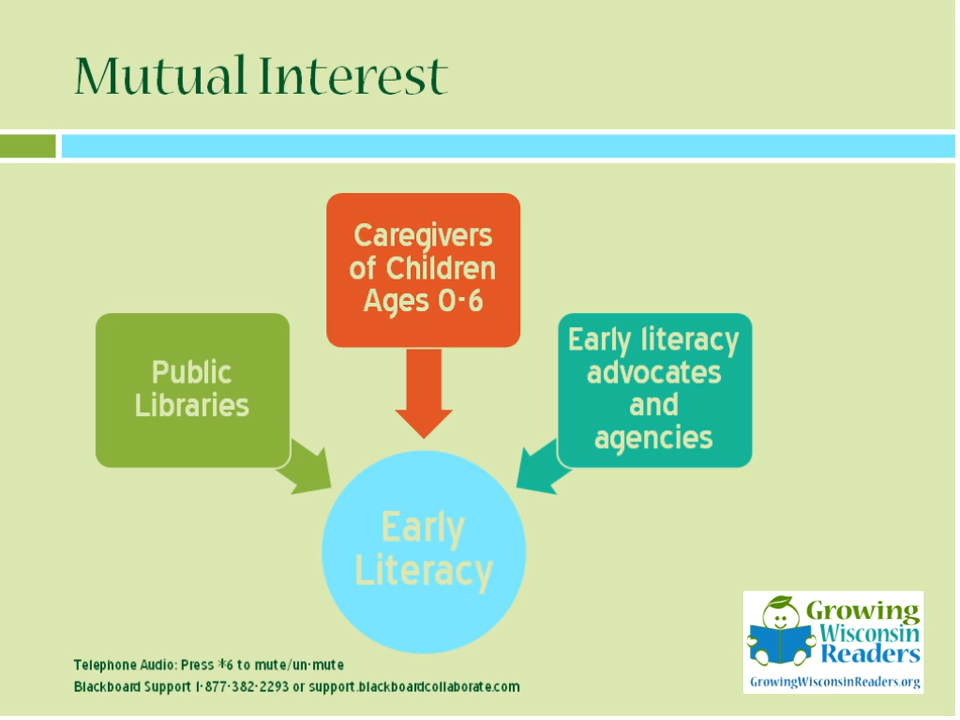 Mutual Interest
Caregivers
of Children
Ages 0-6
Public
Libraries
Early literacy
advocates
and
agencies
Early
Literacy
Telephone Audio: Press *6 to mute/un-mute
Blackboard Support 1-877-382-2293 or support.blackboardcollaborate.com
Growing
Wisconsin
Readers
GrowingWisconsinReaders.org